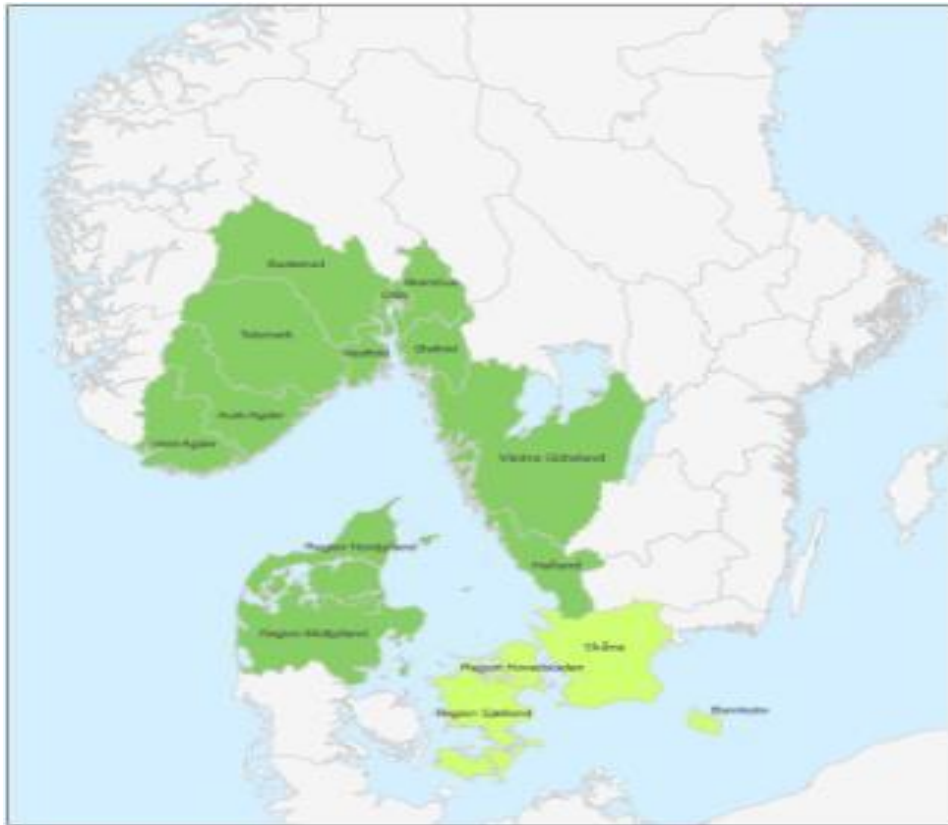 Buskerud
Akershus
Oslo
Telemark
Vestfold
Østfold
Aust-Agder
Vest-Agder
Västra Götaland
Region Nordjylland
Halland
Region Midtjylland
Skåne
Region Hovedstaden
Bornholm
Region Sjælland